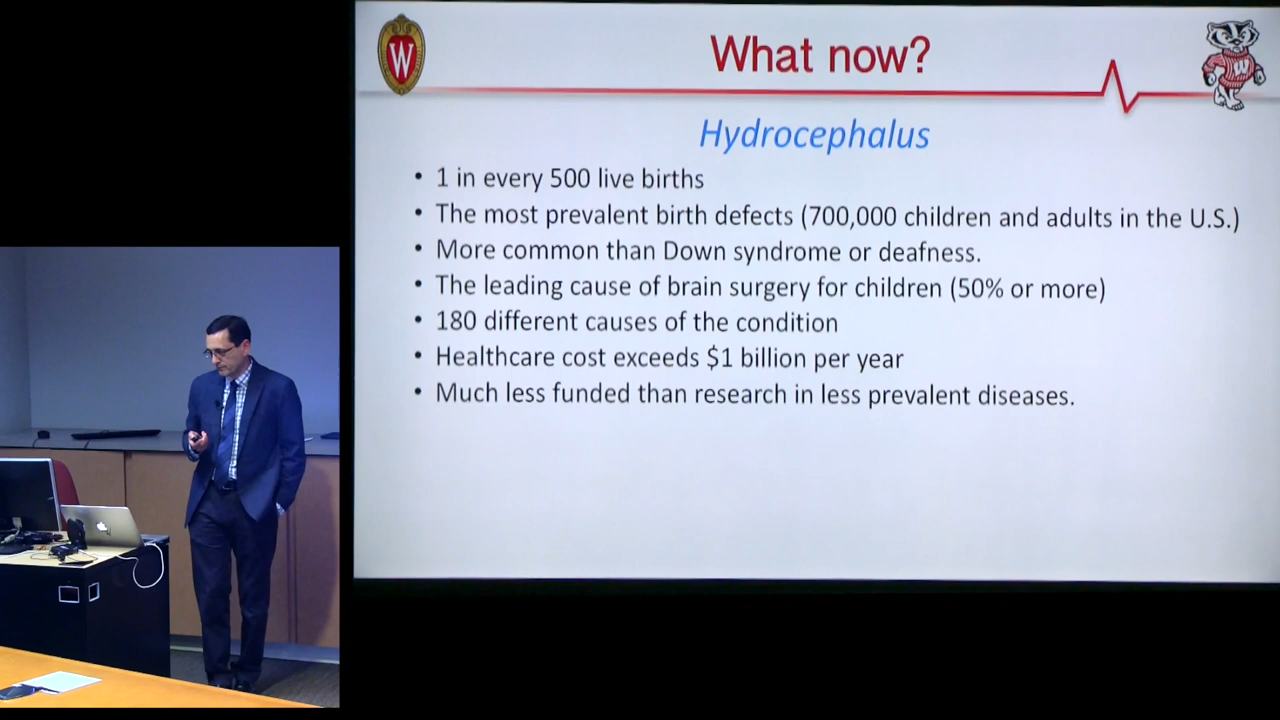 W
What now?
W
Hydrocephalus
• 1 in every 500 live births
• The most prevalent birth defects (700,000 children and adults in the U.S.)
• More common than Down syndrome or deafness.
• The leading cause of brain surgery for children (50% or more)
• 180 different causes of the condition
• Healthcare cost exceeds $1 billion per year
• Much less funded than research in less prevalent diseases.